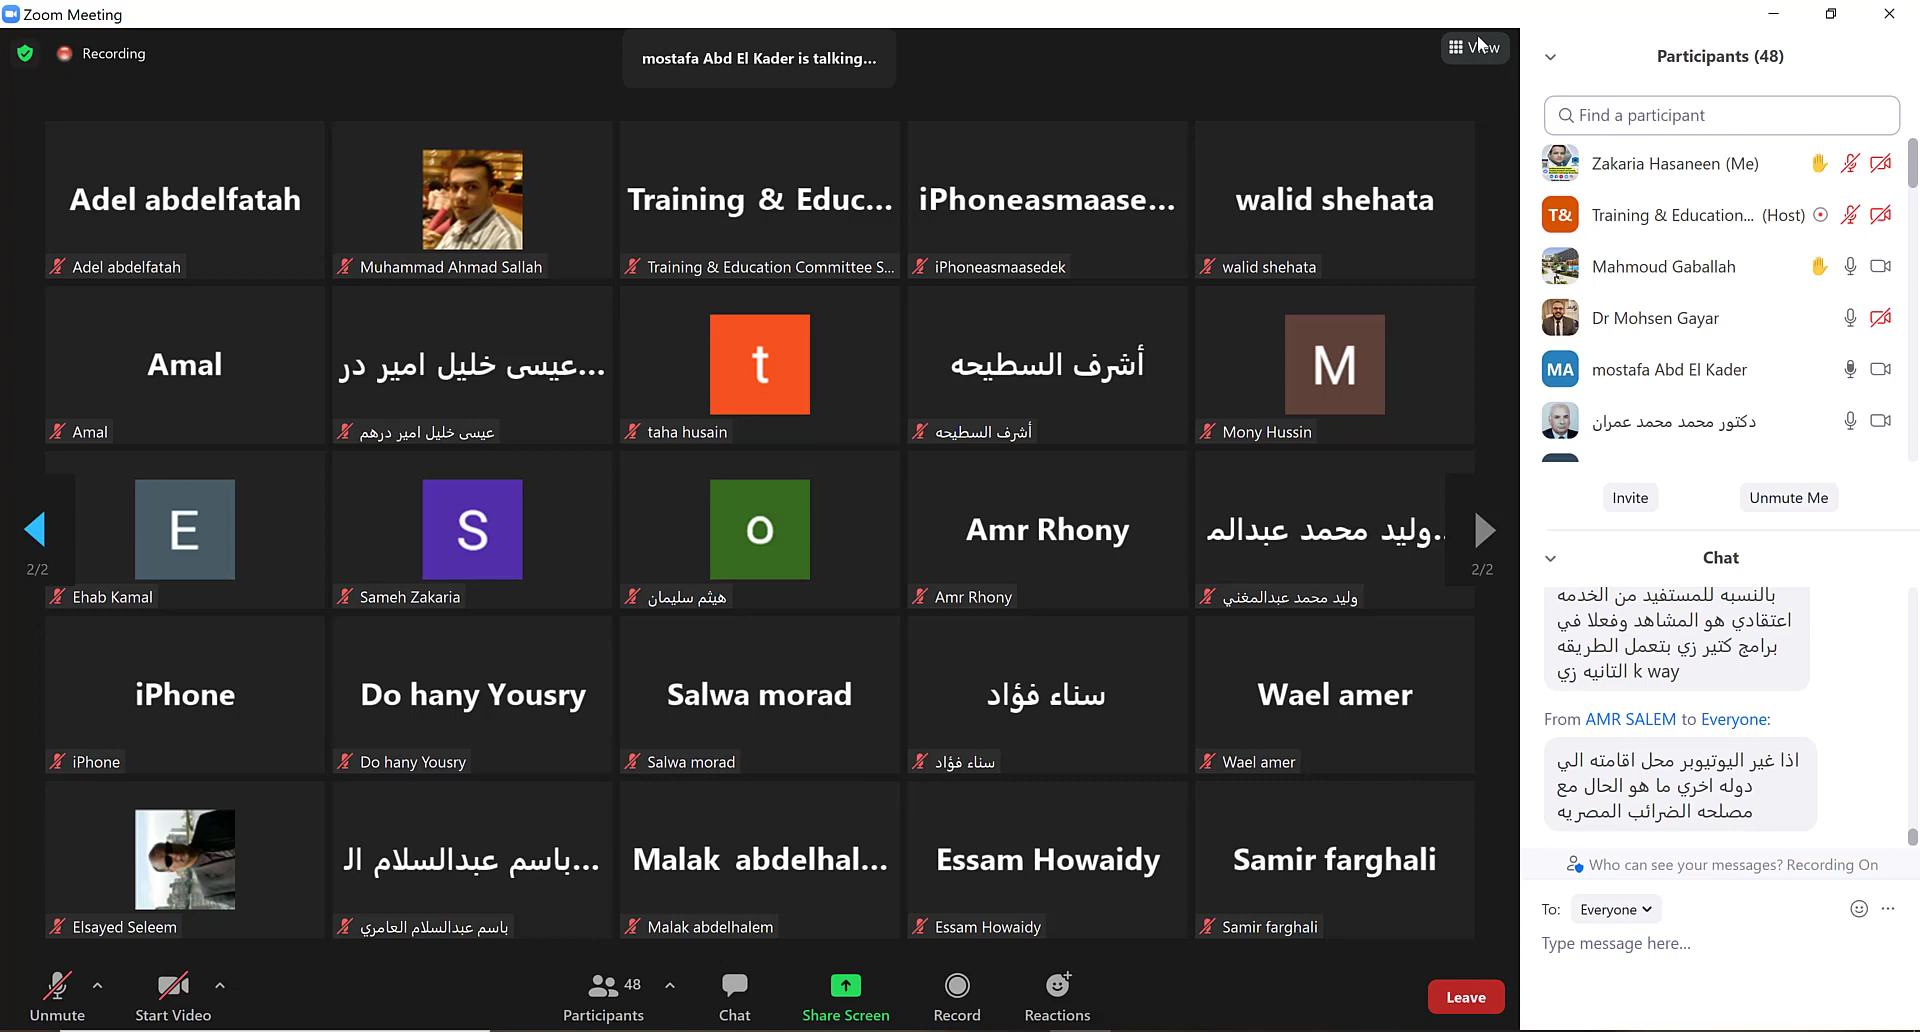 Zoom Meeting
Recording
mostafa Abd El Kader is talking...
View
Adel abdelfatah
Adel abdelfatah
Muhammad Ahmad Sallah
Training & Educ...
Training & Education Committee S...
iPhoneasmaase...
iPhoneasmaasedek
walid shehata
walid shehata
Amal
Amal
عيسى خليل امير در...
عيسى خليل امير درهم
t
taha husain
أشرف السطيحه
أشرف السطيحه
M
Mony Hussin
2/2
E
Ehab Kamal
S
Sameh Zakaria
o
هيثم سليمان
Amr Rhony
Amr Rhony
وليد محمد عبدالم...
وليد محمد عبدالمغني
2/2
iPhone
iPhone
Do hany Yousry
Do hany Yousry
Salwa morad
Salwa morad
سناء فؤاد
سناء فؤاد
Wael amer
Wael amer
Elsayed Seleem
باسم عبدالسلام ال...
باسم عبدالسلام العامري
Malak abdelhal...
Malak abdelhalem
Essam Howaidy
Essam Howaidy
Samir farghali
Samir farghali
Unmute
Start Video
48
Participants
Chat
Share Screen
Record
Reactions
Leave
Participants (48)
Find a participant
Zakaria Hasaneen (Me)
T& Training & Education... (Host)
Mahmoud Gaballah
Dr Mohsen Gayar
MA mostafa Abd El Kader
دكتور محمد محمد عمران
Invite
Unmute Me
Chat
بالنسبه للمستفيد من الخدمه
اعتقادي هو المشاهد وفعلا في
برامج كتير زي بتعمل الطريقه
التانيه زي k way
From AMR SALEM to Everyone:
اذا غير اليوتيوبر محل اقامته الي
دوله اخري ما هو الحال مع
مصلحه الضرائب المصريه
Who can see your messages? Recording On
To: Everyone
Type message here...